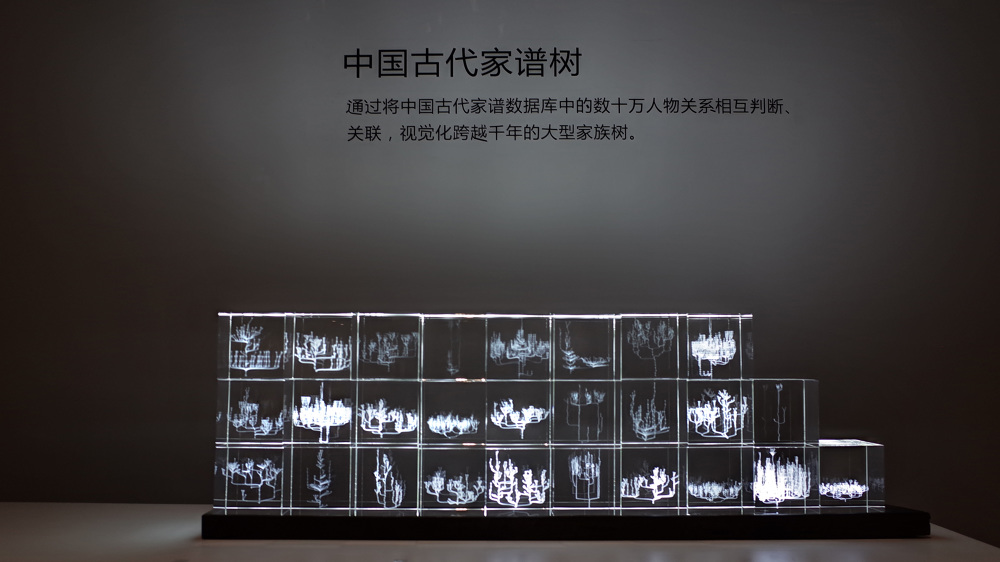 中国古代家谱树
通过将中国古代家谱数据库中的数十万人物关系相互判断、
关联，视觉化跨越千年的大型家族树。